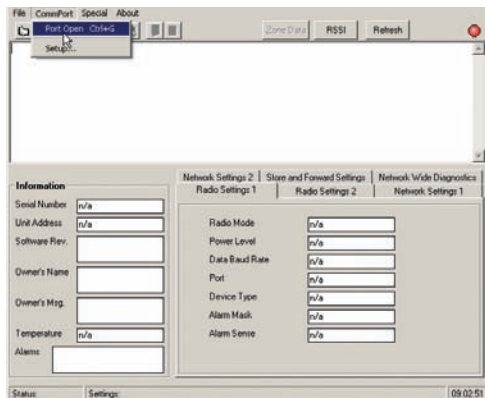 File CommPort Special About
Port Open Ctrl+G
Setup...
Zone Data RSSI Refresh
Network Settings 2 Store and Forward Settings Network Wide Diagnostics
Radio Settings 1 Radio Settings 2 Network Settings 1
Information
Serial Number n/a
Unit Address n/a
Software Rev.
Owner's Name
Owner's Msg.
Temperature n/a
Alarms
Radio Mode n/a
Power Level n/a
Data Baud Rate n/a
Port n/a
Device Type n/a
Alarm Mask n/a
Alarm Sense n/a
Status: Settings: 09:02:51